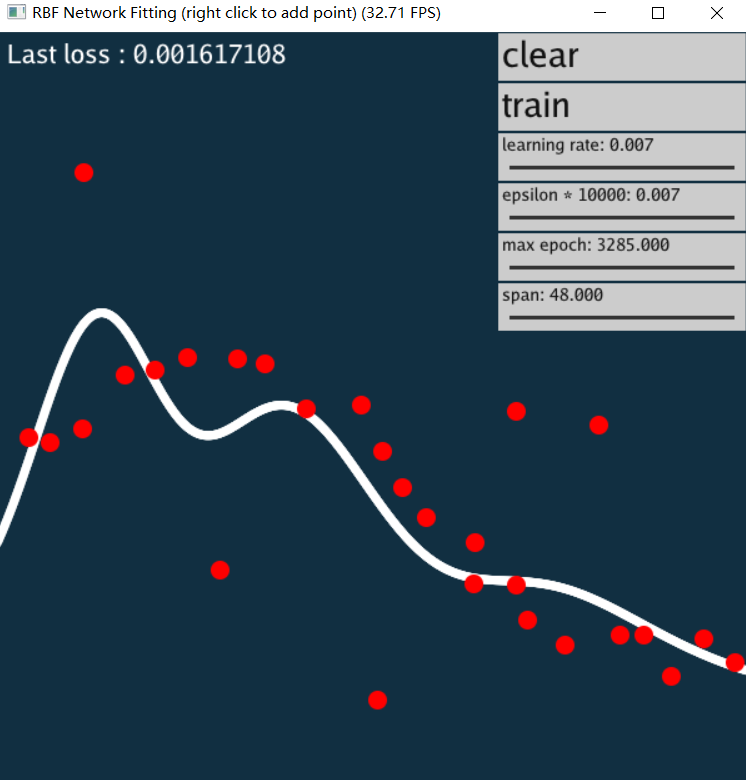 RBF Network Fitting (right click to add point) (32.71 FPS)
Last loss : 0.001617108
clear
train
learning rate: 0.007
epsilon * 10000: 0.007
max epoch: 3285.000
span: 48.000